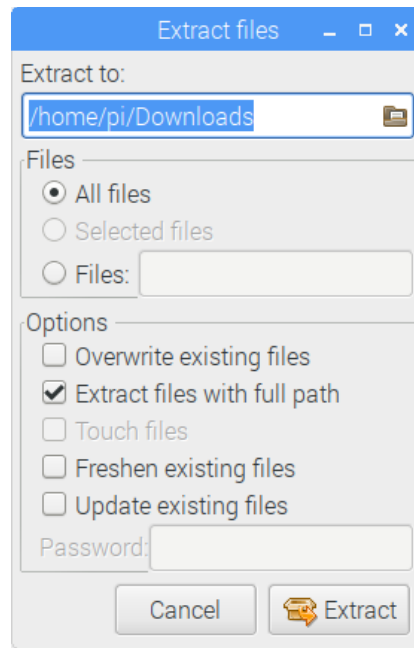 Extract files
Extract to:
/home/pi/Downloads
Files
All files
Selected files
Files:
Options
Overwrite existing files
Extract files with full path
Touch files
Freshen existing files
Update existing files
Password:
Cancel
Extract